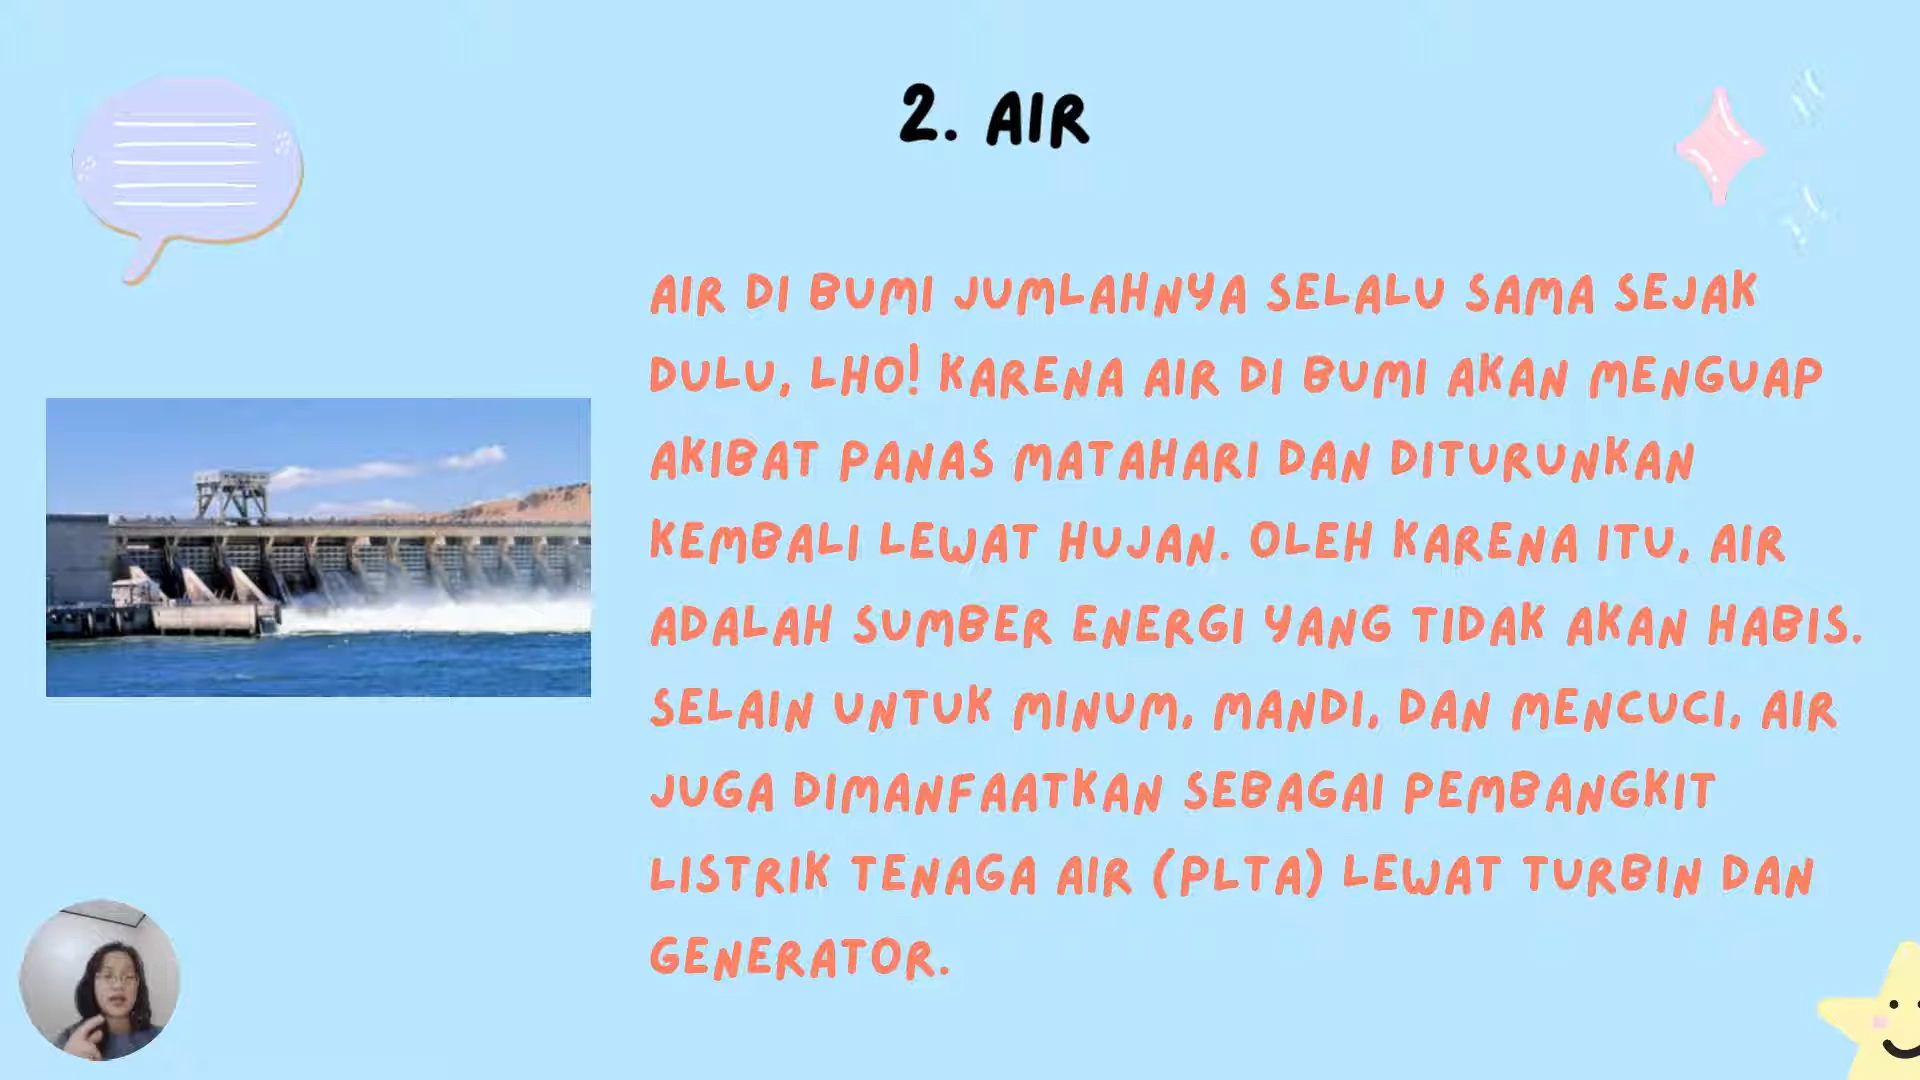 2. AIR
AIR DI BUMI JUMLAHNYA SELALU SAMA SEJAK
DULU, LHO! KARENA AIR DI BUMI AKAN MENGUAP
AKIBAT PANAS MATAHARI DAN DITURUNKAN
KEMBALI LEWAT HUJAN. OLEH KARENA ITU, AIR
ADALAH SUMBER ENERGI YANG TIDAK AKAN HABIS.
SELAIN UNTUK MINUM, MANDI, DAN MENCUCI, AIR
JUGA DIMANFAATKAN SEBAGAI PEMBANGKIT
LISTRIK TENAGA AIR (PLTA) LEWAT TURBIN DAN
GENERATOR.